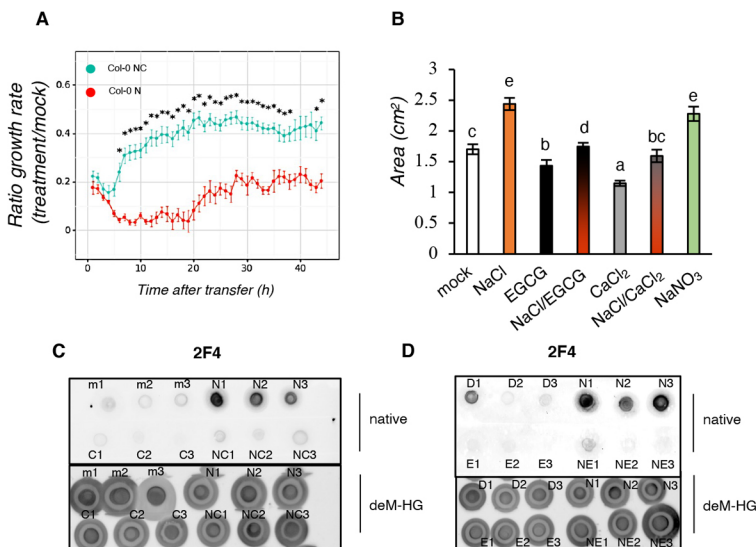 A
Col-0 NC
Col-0 N
Ratio growth rate
(treatment/mock)
0.6
0.4
0.2
0
0
10
20
30
40
Time after transfer (h)
B
Area (cm²)
3
2.5
2
1.5
1
0.5
0
c
e
b
d
a
bc
e
mock
NaCl
EGCG
NaCl/EGCG
CaCl₂
NaCl/CaCl₂
NaNO₃
C
2F4
m1 m2 m3 N1 N2 N3
native
C1 C2 C3 NC1 NC2 NC3
m1 m2 m3 N1 N2 N3
deM-HG
C1 C2 C3 NC1 NC2 NC3
D
2F4
D1 D2 D3 N1 N2 N3
native
E1 E2 E3 NE1 NE2 NE3
D1 D2 D3 N1 N2 N3
deM-HG
E1 E2 E3 NE1 NE2 NE3